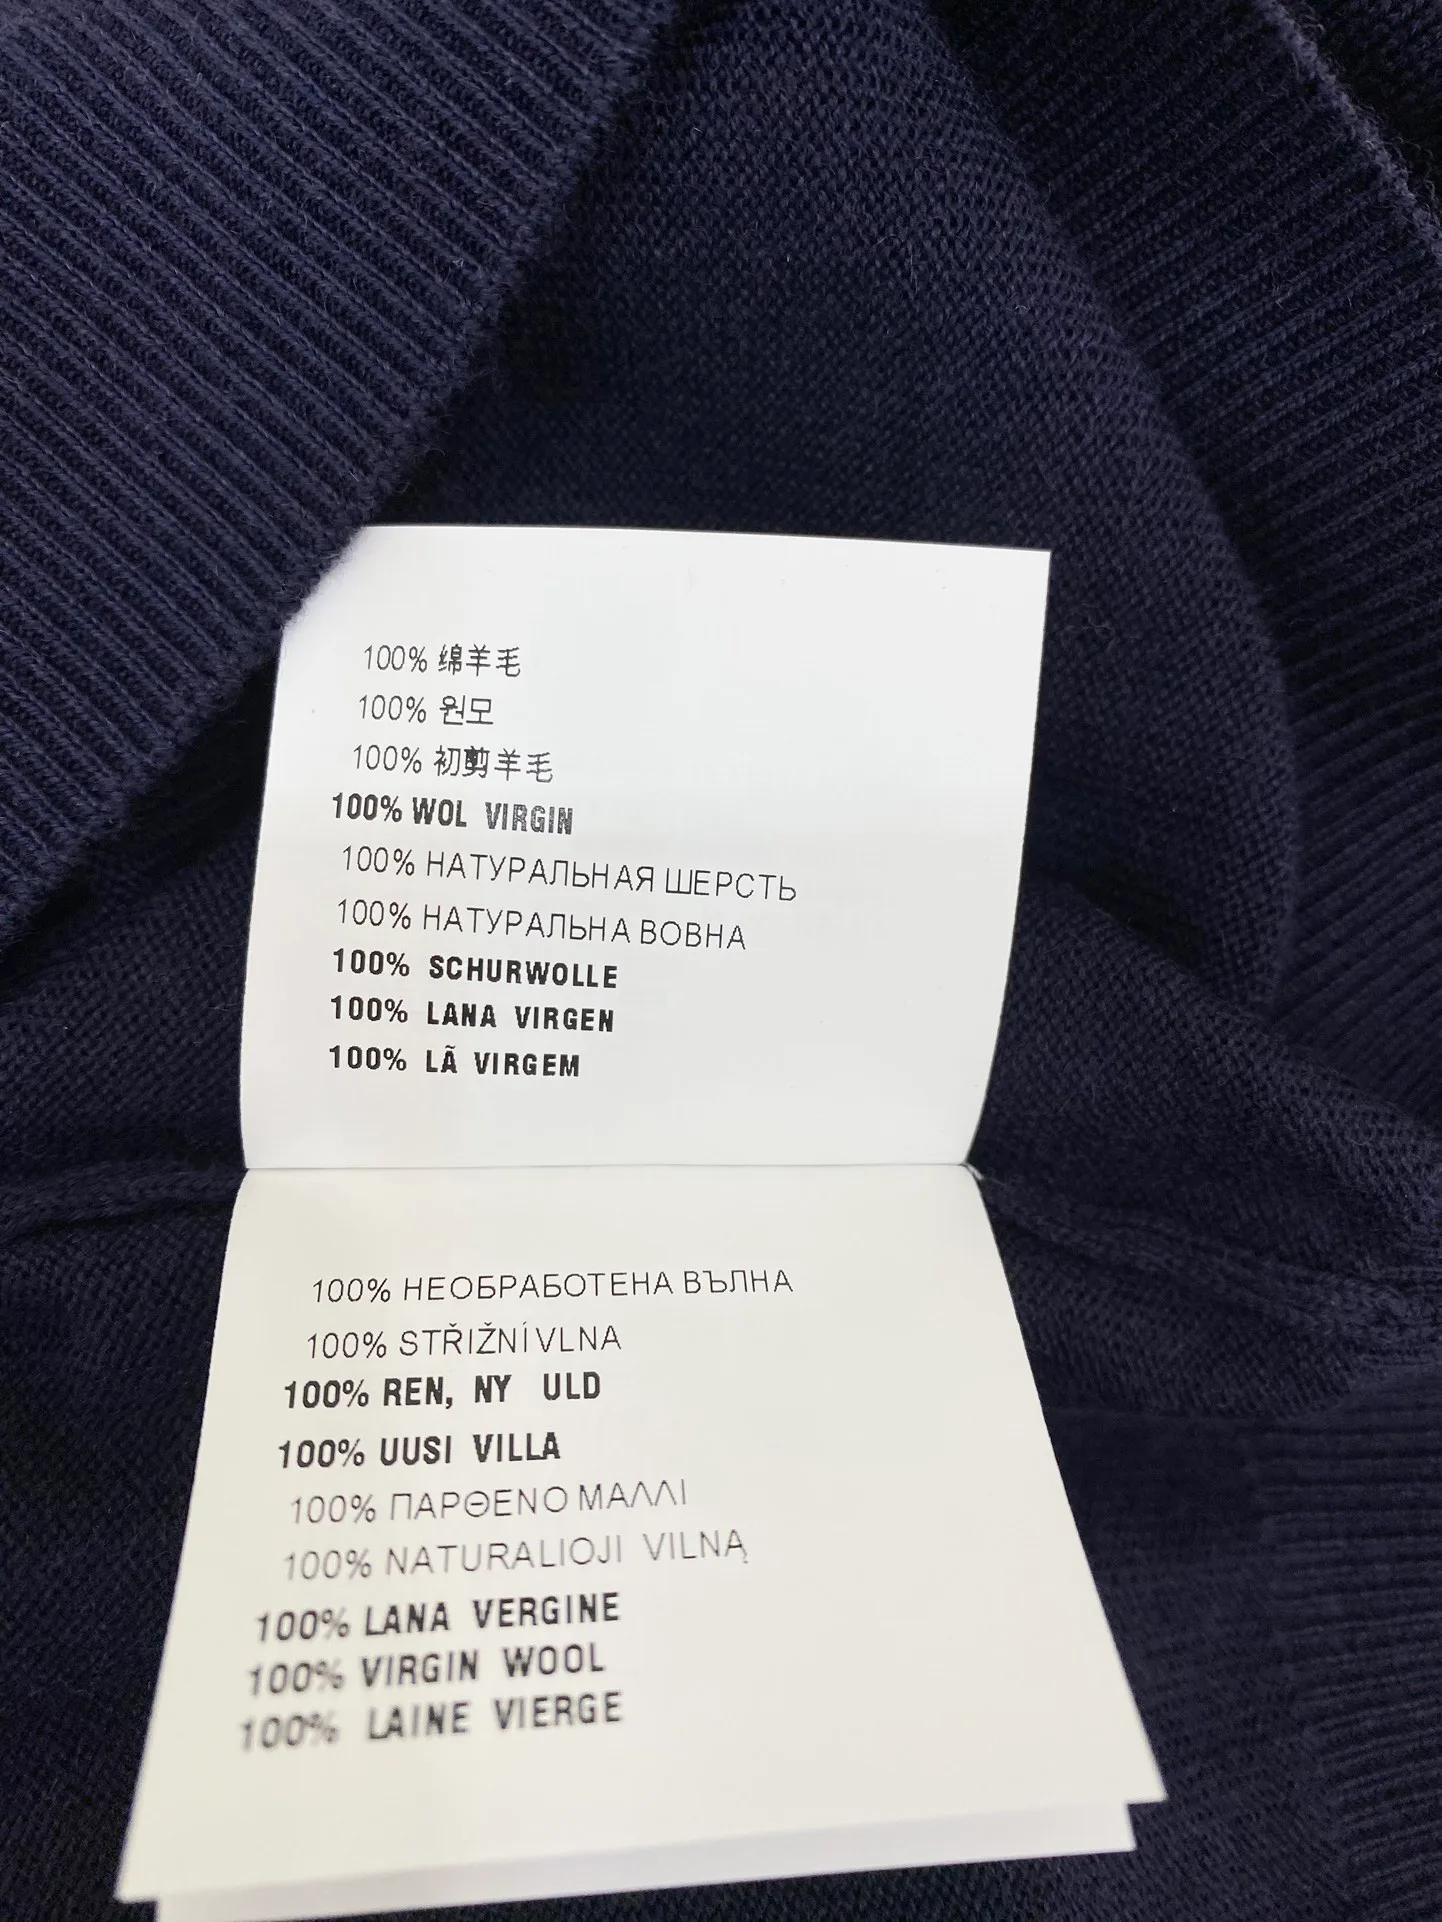 100% 绵羊毛
100% 원모
100% 初剪羊毛
100% WOL VIRGIN
100% НАТУРАЛЬНАЯ ШЕРСТЬ
100% НАТУРАЛЬНА ВОВНА
100% SCHURWOLLE
100% LANA VIRGEN
100% LÃ VIRGEM
100% НЕОБРАБОТЕНА ВЪЛНА
100% STŘIŽNÍ VLNA
100% REN, NY ULD
100% UUSI VILLA
100% ΠΑΡΘΕΝΟ ΜΑΛΛΙ
100% NATURALIOJI VILNĄ
100% LANA VERGINE
100% VIRGIN WOOL
100% LAINE VIERGE